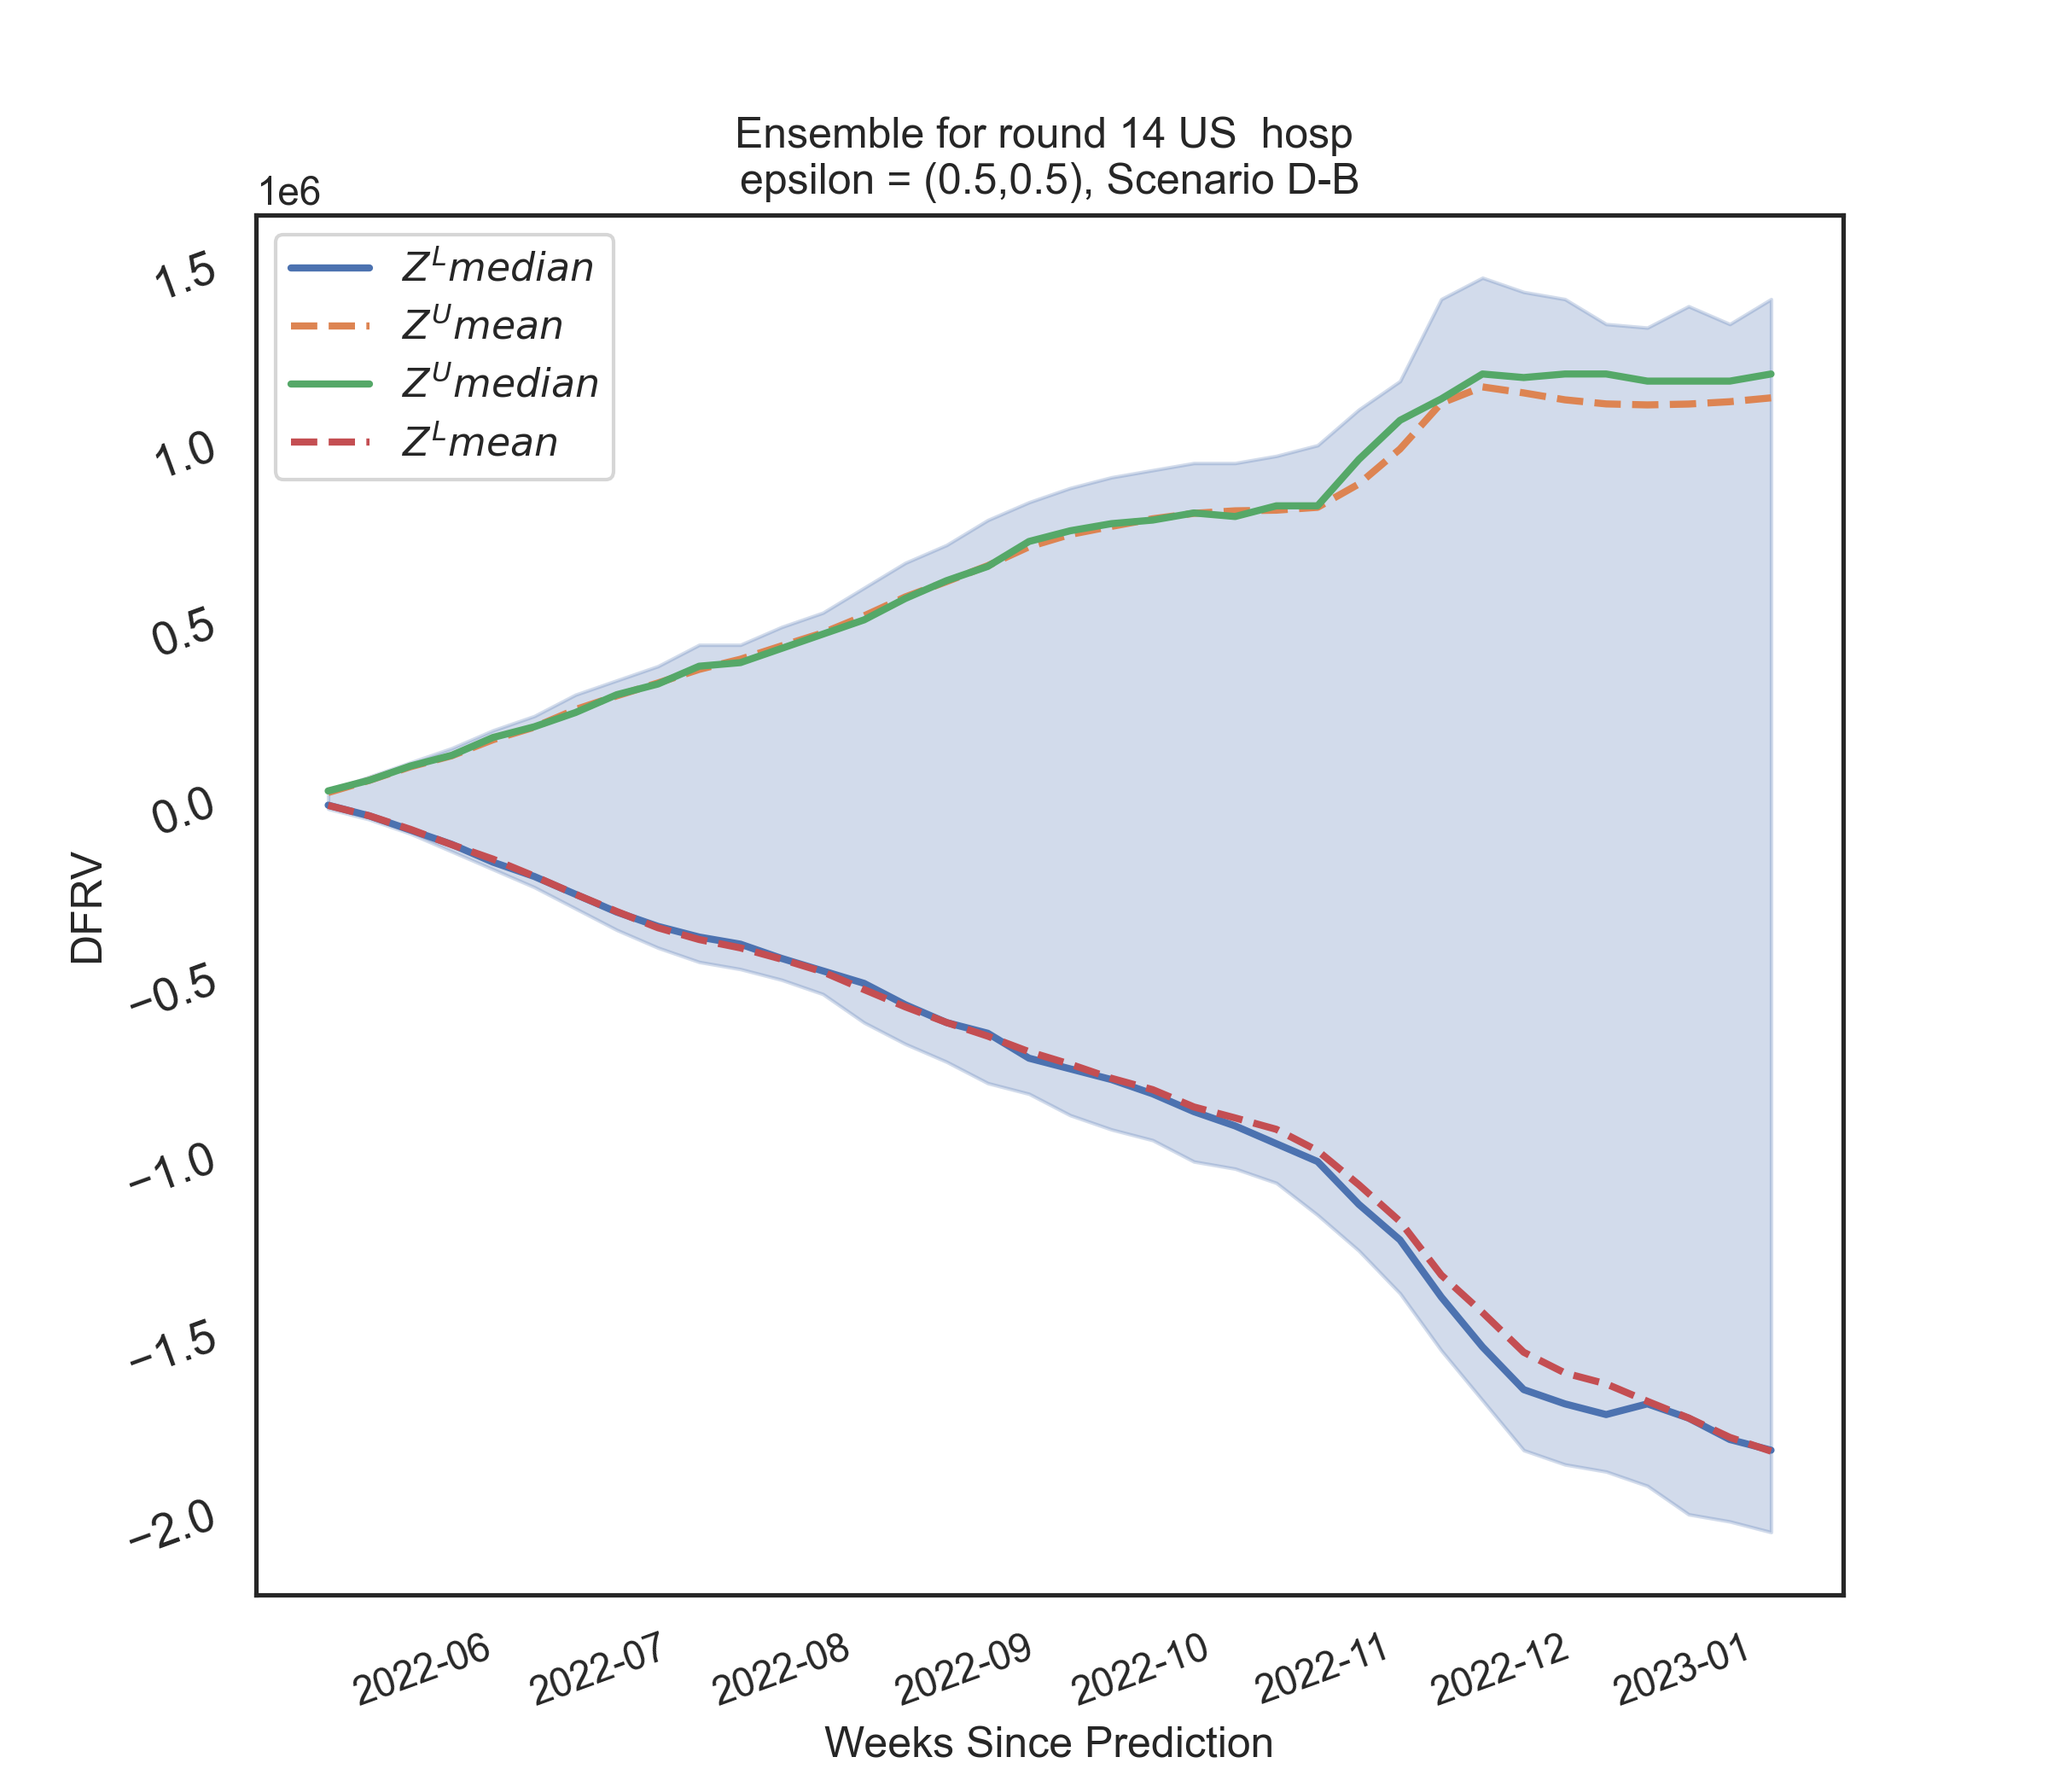 Ensemble for round 14 US  hosp
epsilon = (0.5,0.5), Scenario D-B
1e6
Z^L median
Z^U mean
Z^U median
Z^L mean
1.5
1.0
0.5
0.0
−0.5
−1.0
−1.5
−2.0
DFRV
2022-06
2022-07
2022-08
2022-09
2022-10
2022-11
2022-12
2023-01
Weeks Since Prediction